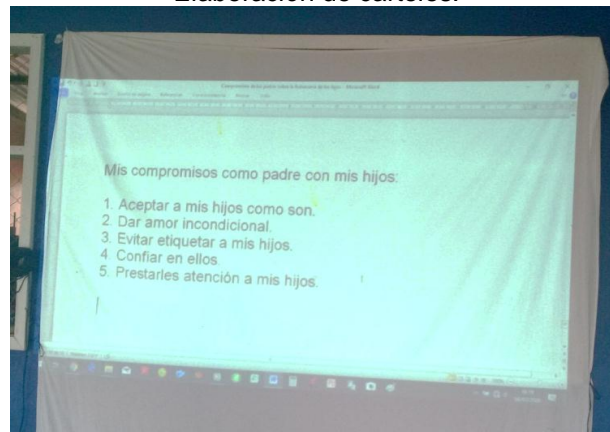 Elaboración de carteles.
Mis compromisos como padre con mis hijos:
1. Aceptar a mis hijos como son.
2. Dar amor incondicional.
3. Evitar etiquetar a mis hijos.
4. Confiar en ellos
5. Prestarles atención a mis hijos.